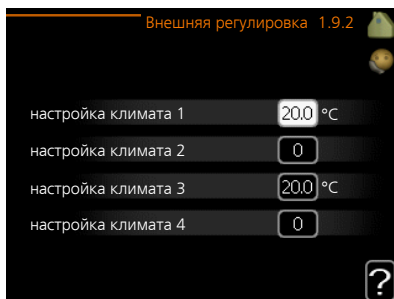 Внешняя регулировка 1.9.2
настройка климата 1 20.0 °C
настройка климата 2 0
настройка климата 3 20.0 °C
настройка климата 4 0
?